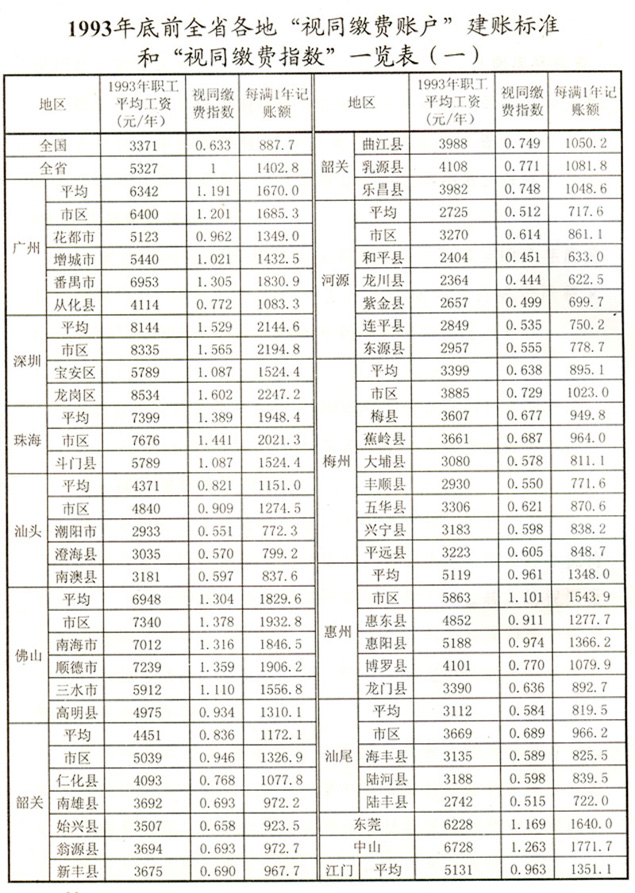 1993年底前全省各地“视同缴费账户”建账标准
和“视同缴费指数”一览表（一）
地区 1993年职工平均工资(元/年) 视同缴费指数 每满1年记账额
全国 3371 0.633 887.7
全省 5327 1 1402.8
广州 平均 6342 1.191 1670.0
市区 6400 1.201 1685.3
花都市 5123 0.962 1349.0
增城市 5440 1.021 1432.5
番禺市 6953 1.305 1830.9
从化县 4114 0.772 1083.3
深圳 平均 8144 1.529 2144.6
市区 8335 1.565 2194.8
宝安区 5789 1.087 1524.4
龙岗区 8534 1.602 2247.2
珠海 平均 7399 1.389 1948.4
市区 7676 1.441 2021.3
斗门县 5789 1.087 1524.4
汕头 平均 4371 0.821 1151.0
市区 4840 0.909 1274.5
潮阳市 2933 0.551 772.3
澄海县 3035 0.570 799.2
南澳县 3181 0.597 837.6
佛山 平均 6948 1.304 1829.6
市区 7340 1.378 1932.8
南海市 7012 1.316 1846.5
顺德市 7239 1.359 1906.2
三水市 5912 1.110 1556.8
高明县 4975 0.934 1310.1
韶关 平均 4451 0.836 1172.1
市区 5039 0.946 1326.9
仁化县 4093 0.768 1077.8
南雄县 3692 0.693 972.2
始兴县 3507 0.658 923.5
翁源县 3694 0.693 972.7
新丰县 3675 0.690 967.7
地区 1993年职工平均工资(元/年) 视同缴费指数 每满1年记账额
韶关 曲江县 3988 0.749 1050.2
乳源县 4108 0.771 1081.8
乐昌县 3982 0.748 1048.6
河源 平均 2725 0.512 717.6
市区 3270 0.614 861.1
和平县 2404 0.451 633.0
龙川县 2364 0.444 622.5
紫金县 2657 0.499 699.7
连平县 2849 0.535 750.2
东源县 2957 0.555 778.7
梅州 平均 3399 0.638 895.1
市区 3885 0.729 1023.0
梅县 3607 0.677 949.8
蕉岭县 3661 0.687 964.0
大埔县 3080 0.578 811.1
丰顺县 2930 0.550 771.6
五华县 3306 0.621 870.6
兴宁县 3183 0.598 838.2
平远县 3223 0.605 848.7
惠州 平均 5119 0.961 1348.0
市区 5863 1.101 1543.9
惠东县 4852 0.911 1277.7
惠阳县 5188 0.974 1366.2
博罗县 4101 0.770 1079.9
龙门县 3390 0.636 892.7
汕尾 平均 3112 0.584 819.5
市区 3669 0.689 966.2
海丰县 3135 0.589 825.5
陆河县 3188 0.598 839.5
陆丰县 2742 0.515 722.0
东莞 6228 1.169 1640.0
中山 6728 1.263 1771.7
江门 平均 5131 0.963 1351.1